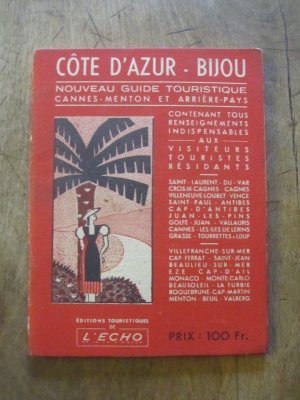 CÔTE D'AZUR - BIJOU
NOUVEAU GUIDE TOURISTIQUE
CANNES-MENTON ET ARRIÈRE-PAYS
CONTENANT TOUS
RENSEIGNEMENTS
INDISPENSABLES
AUX
VISITEURS
TOURISTES
RÉSIDANTS
SAINT-LAURENT-DU-VAR
CROS-DE CAGNES CAGNES
VILLENEUVE-LOUBET-VENCE
SAINT-PAUL-ANTIBES
CAP-D'ANTIBES
JUAN-LES-PINS
GOLFE-JUAN-VALLAURIS
CANNES-LES ILES DE LERINS
GRASSE-TOURRETTES s LOUP
VILLEFRANCHE-SUR-MER
CAP-FERRAT-SAINT-JEAN
BEAULIEU-SUR-MER
EZE CAP-D'AIL
MONACO-MONTE-CARLO
BEAUSOLEIL-LA TURBIE
ROQUEBRUNE-CAP-MARTIN
MENTON-BEUIL-VALBERG
ÉDITIONS TOURISTIQUES
DE
L'ECHO
PRIX : 100 Fr.